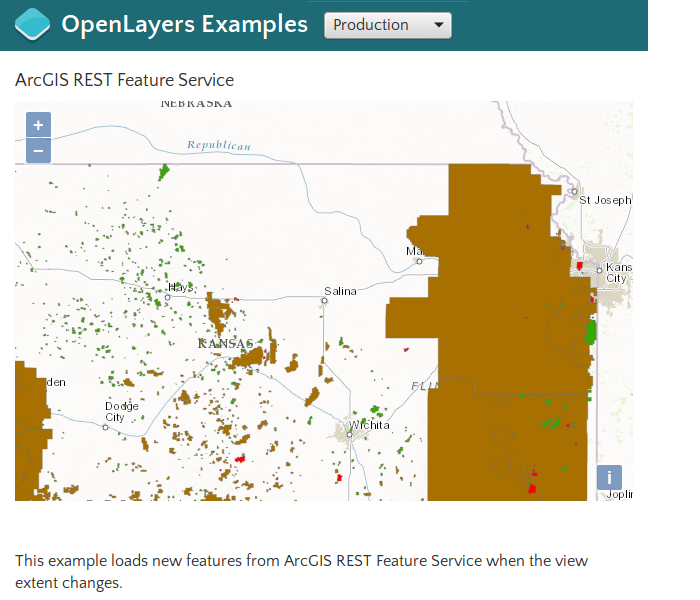 OpenLayers Examples
Production
ArcGIS REST Feature Service
NEBRASKA
+
−
Republican
St Joseph
Ma
Kans
City
Hays
Salina
KANSAS
den
FLI
Dodge
City
Wichita
i
Joplin
This example loads new features from ArcGIS REST Feature Service when the view
extent changes.